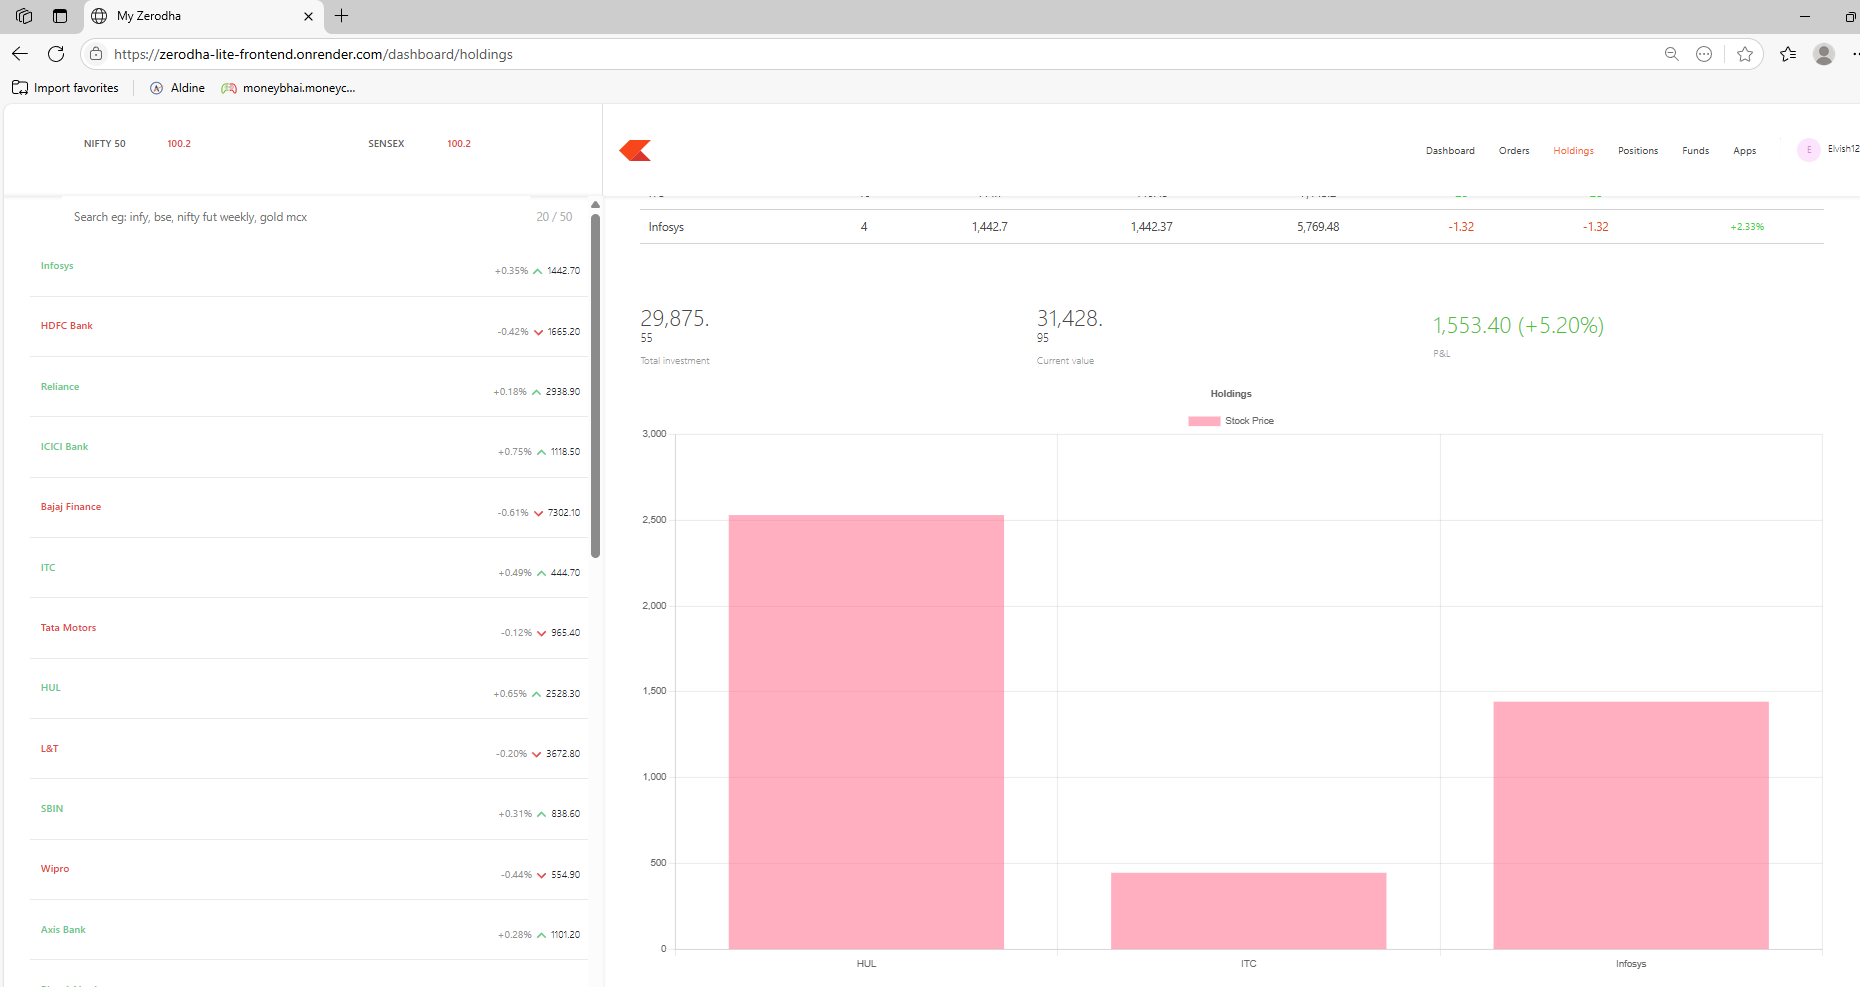 My Zerodha
https://zerodha-lite-frontend.onrender.com/dashboard/holdings
Import favorites
Aldine
moneybhai.moneyc...
NIFTY 50 100.2 SENSEX 100.2
Dashboard Orders Holdings Positions Funds Apps E Elvish12
Search eg: infy, bse, nifty fut weekly, gold mcx 20 / 50
Infosys +0.35% 1442.70
HDFC Bank -0.42% 1665.20
Reliance +0.18% 2938.90
ICICI Bank +0.75% 1118.50
Bajaj Finance -0.61% 7302.10
ITC +0.49% 444.70
Tata Motors -0.12% 965.40
HUL +0.65% 2528.30
L&T -0.20% 3672.80
SBIN +0.31% 838.60
Wipro -0.44% 554.90
Axis Bank +0.28% 1101.20
Infosys 4 1,442.7 1,442.37 5,769.48 -1.32 -1.32 +2.33%
29,875.
55
Total investment
31,428.
95
Current value
1,553.40 (+5.20%)
P&L
Holdings
Stock Price
3,000
2,500
2,000
1,500
1,000
500
0
HUL ITC Infosys